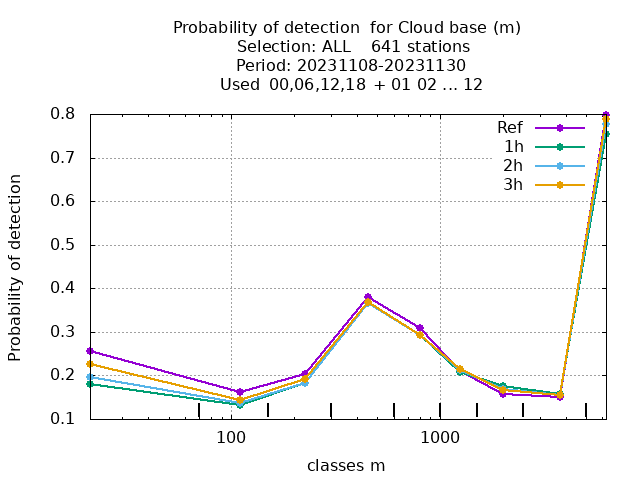 Probability of detection  for Cloud base (m)
Selection: ALL    641 stations
Period: 20231108-20231130
Used  00,06,12,18  + 01 02 ... 12
Ref
1h
2h
3h
0.8
0.7
0.6
0.5
0.4
0.3
0.2
0.1
Probability of detection
100 1000
classes m